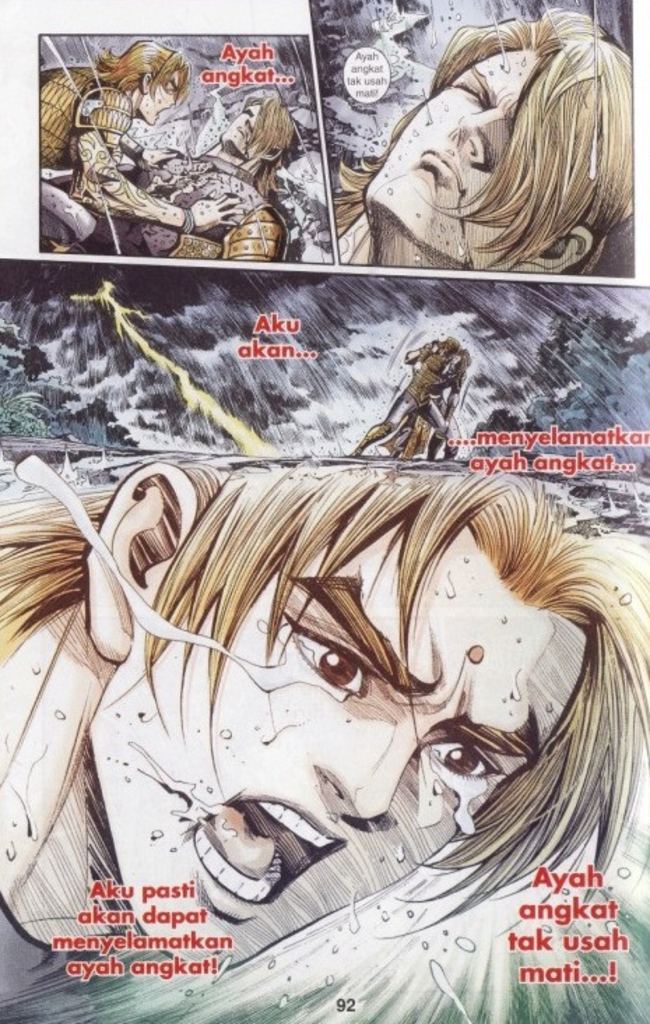 Ayah
angkat...
Ayah
angkat
tak usah
mati!
Aku
akan...
....menyelamatkan
ayah angkat...
Aku pasti
akan dapat
menyelamatkan
ayah angkat!
Ayah
angkat
tak usah
mati...!
92